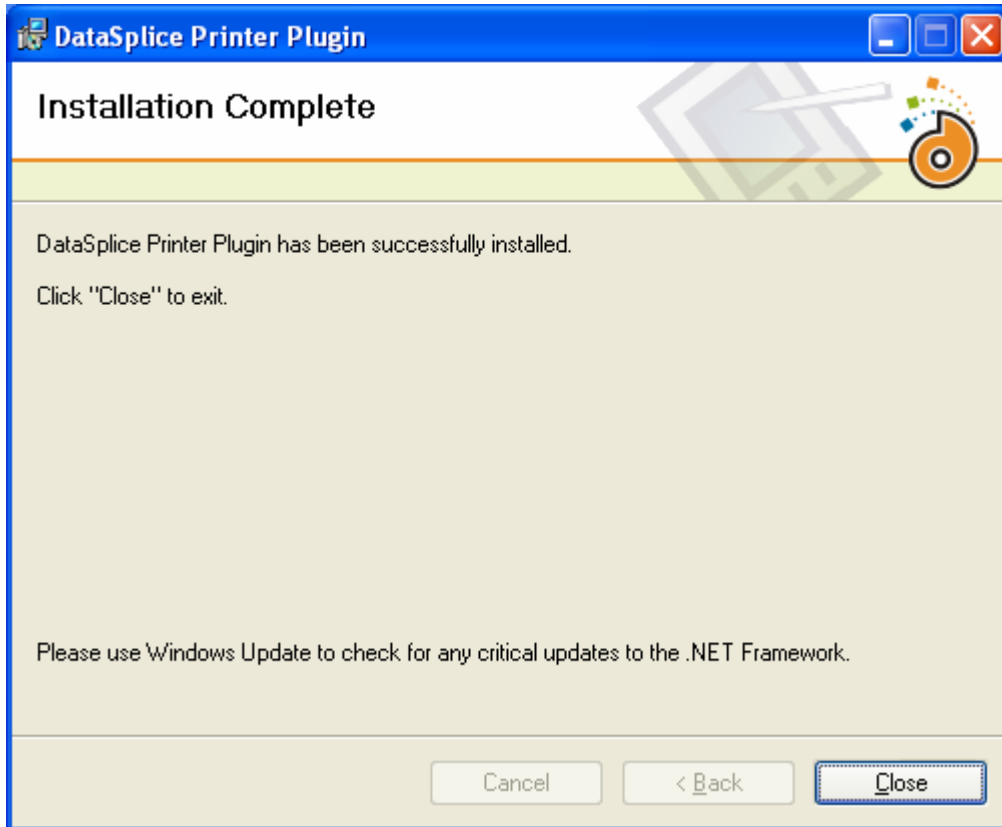 DataSplice Printer Plugin
Installation Complete
DataSplice Printer Plugin has been successfully installed.
Click "Close" to exit.
Please use Windows Update to check for any critical updates to the .NET Framework.
Cancel < Back Close